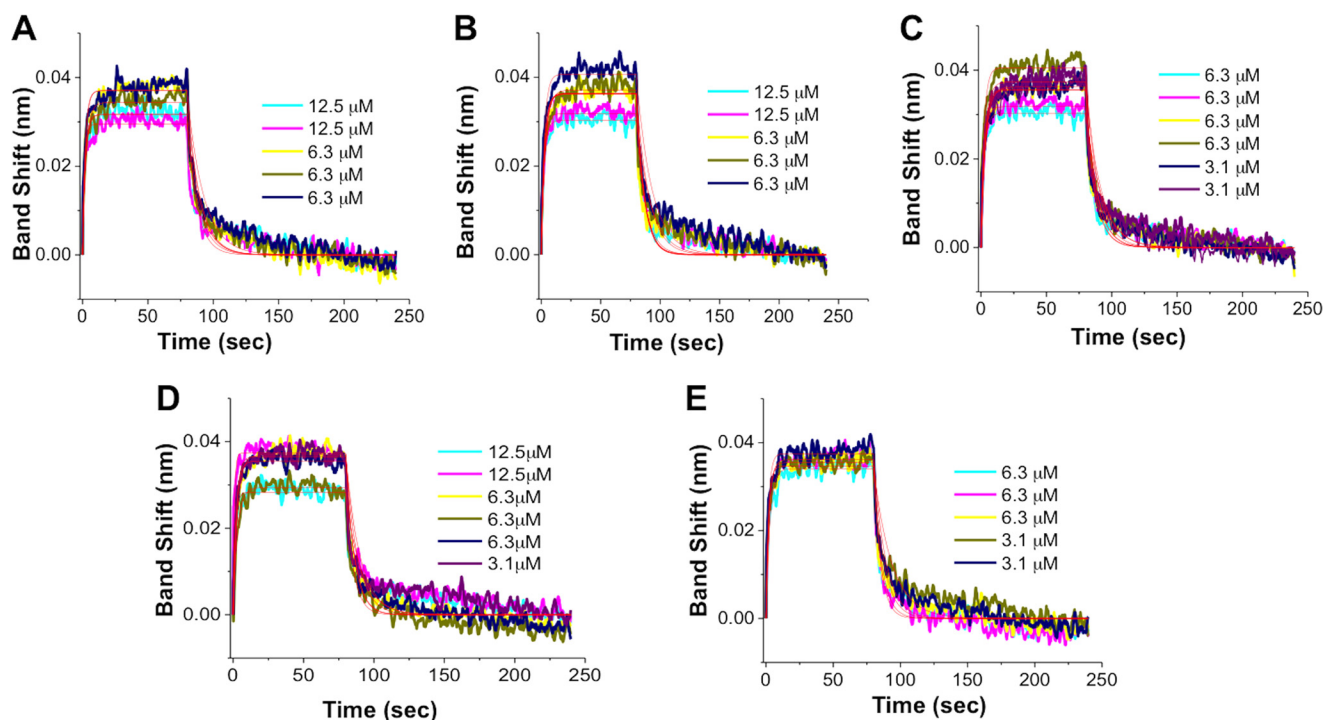 A
Band Shift (nm)
0.04
0.02
0.00
0 50 100 150 200 250
Time (sec)
12.5 μM
12.5 μM
6.3 μM
6.3 μM
6.3 μM
B
Band Shift (nm)
0.04
0.02
0.00
0 50 100 150 200 250
Time (sec)
12.5 μM
12.5 μM
6.3 μM
6.3 μM
6.3 μM
C
Band Shift (nm)
0.04
0.02
0.00
0 50 100 150 200 250
Time (sec)
6.3 μM
6.3 μM
6.3 μM
6.3 μM
3.1 μM
3.1 μM
D
Band Shift (nm)
0.04
0.02
0.00
0 50 100 150 200 250
Time (sec)
12.5μM
12.5μM
6.3μM
6.3μM
6.3μM
3.1μM
E
Band Shift (nm)
0.04
0.02
0.00
0 50 100 150 200 250
Time (sec)
6.3 μM
6.3 μM
6.3 μM
3.1 μM
3.1 μM